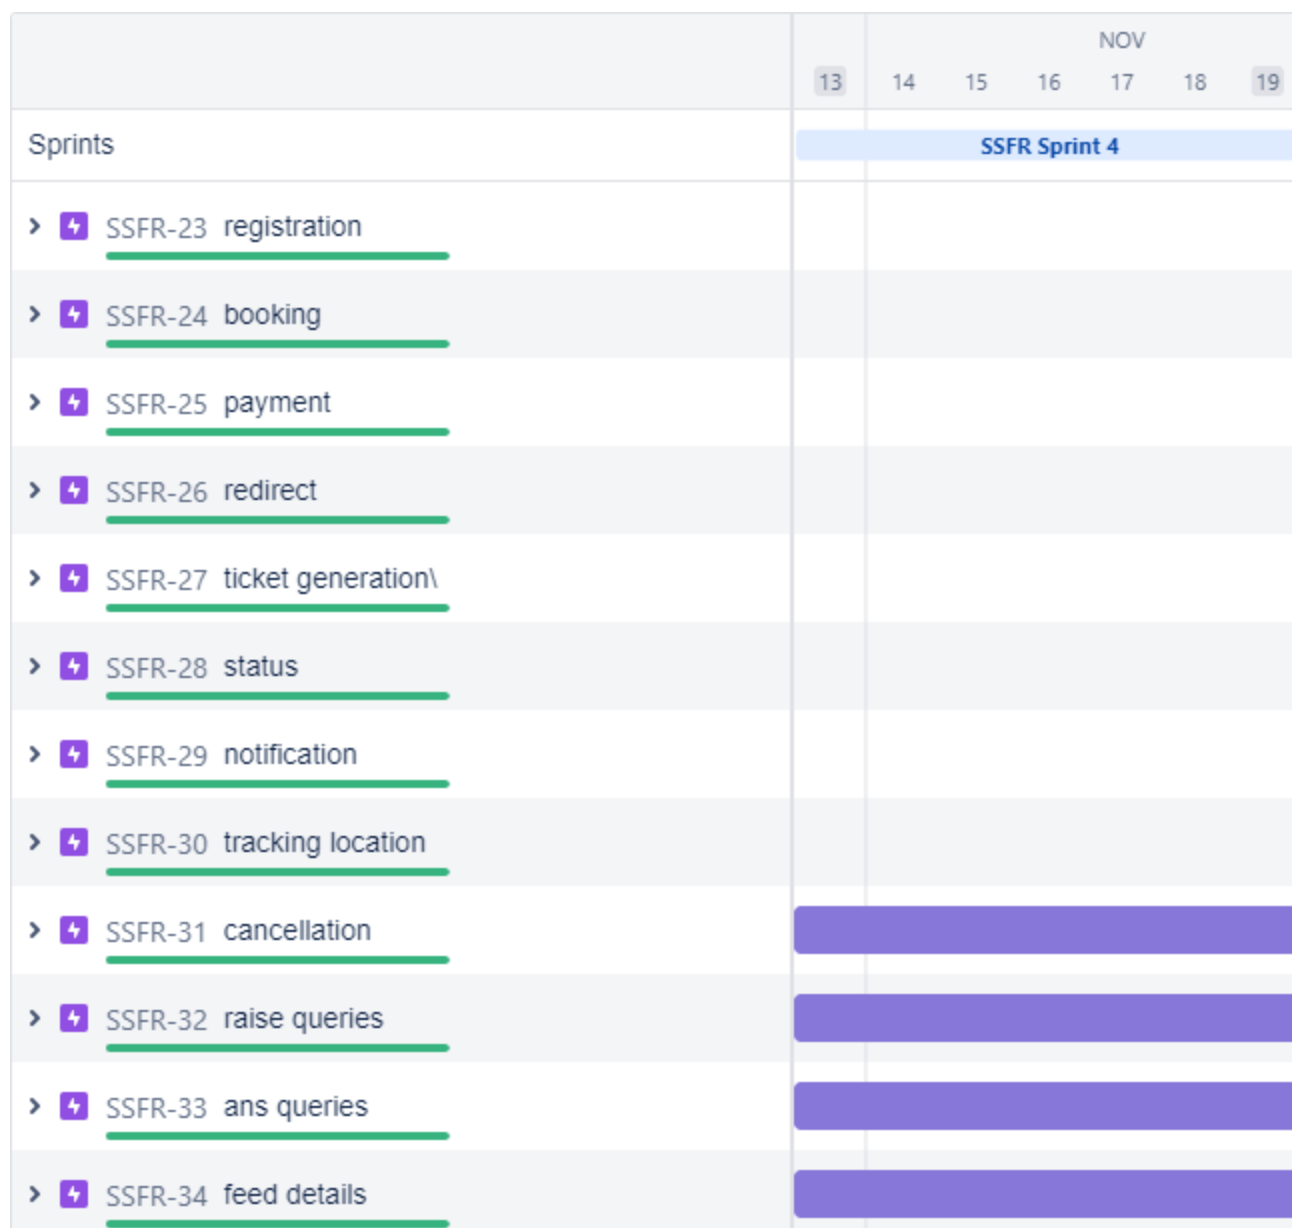 NOV
13 14 15 16 17 18 19
Sprints SSFR Sprint 4
SSFR-23 registration
SSFR-24 booking
SSFR-25 payment
SSFR-26 redirect
SSFR-27 ticket generation\
SSFR-28 status
SSFR-29 notification
SSFR-30 tracking location
SSFR-31 cancellation
SSFR-32 raise queries
SSFR-33 ans queries
SSFR-34 feed details